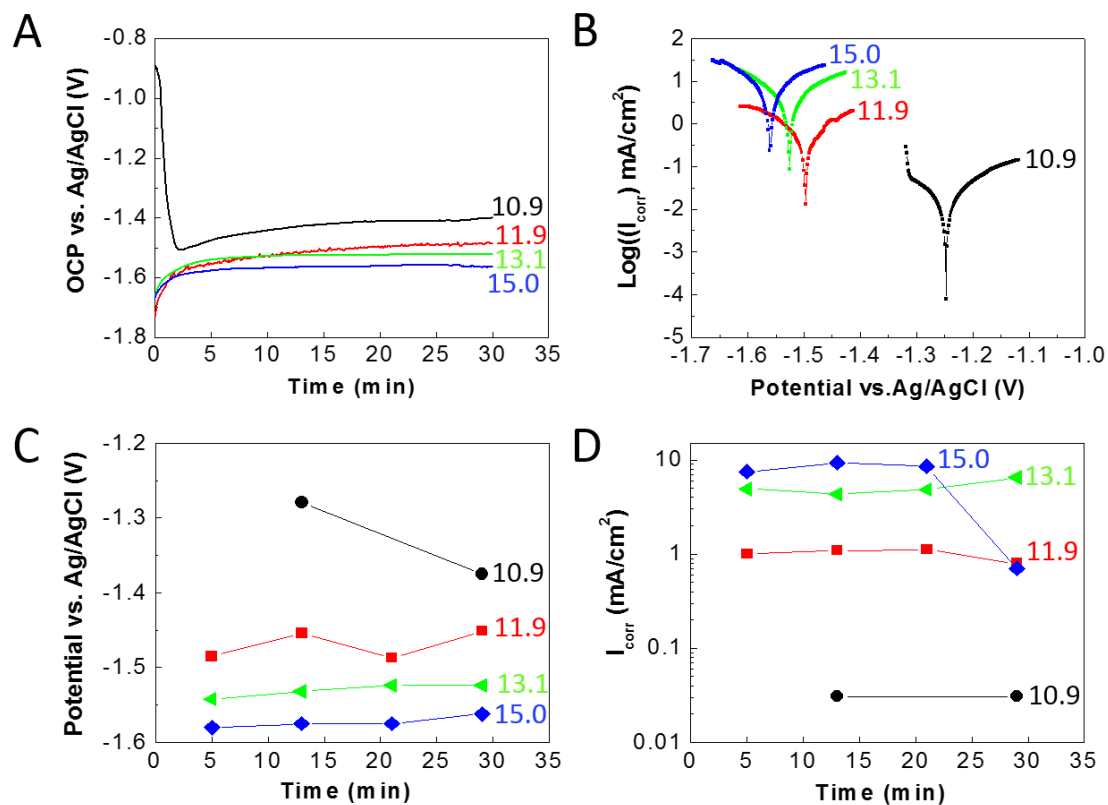 A
OCP vs. Ag/AgCl (V)
-0.8
-1.0
-1.2
-1.4
-1.6
-1.8
10.9
11.9
13.1
15.0
0 5 10 15 20 25 30 35
Time (min)
B
Log((I_corr) mA/cm²)
2
1
0
-1
-2
-3
-4
-5
15.0
13.1
11.9
10.9
-1.7 -1.6 -1.5 -1.4 -1.3 -1.2 -1.1 -1.0
Potential vs.Ag/AgCl (V)
C
Potential vs. Ag/AgCl (V)
-1.2
-1.3
-1.4
-1.5
-1.6
10.9
11.9
13.1
15.0
0 5 10 15 20 25 30 35
Time (min)
D
I_corr (mA/cm²)
10
1
0.1
0.01
15.0
13.1
11.9
10.9
0 5 10 15 20 25 30 35
Time (min)